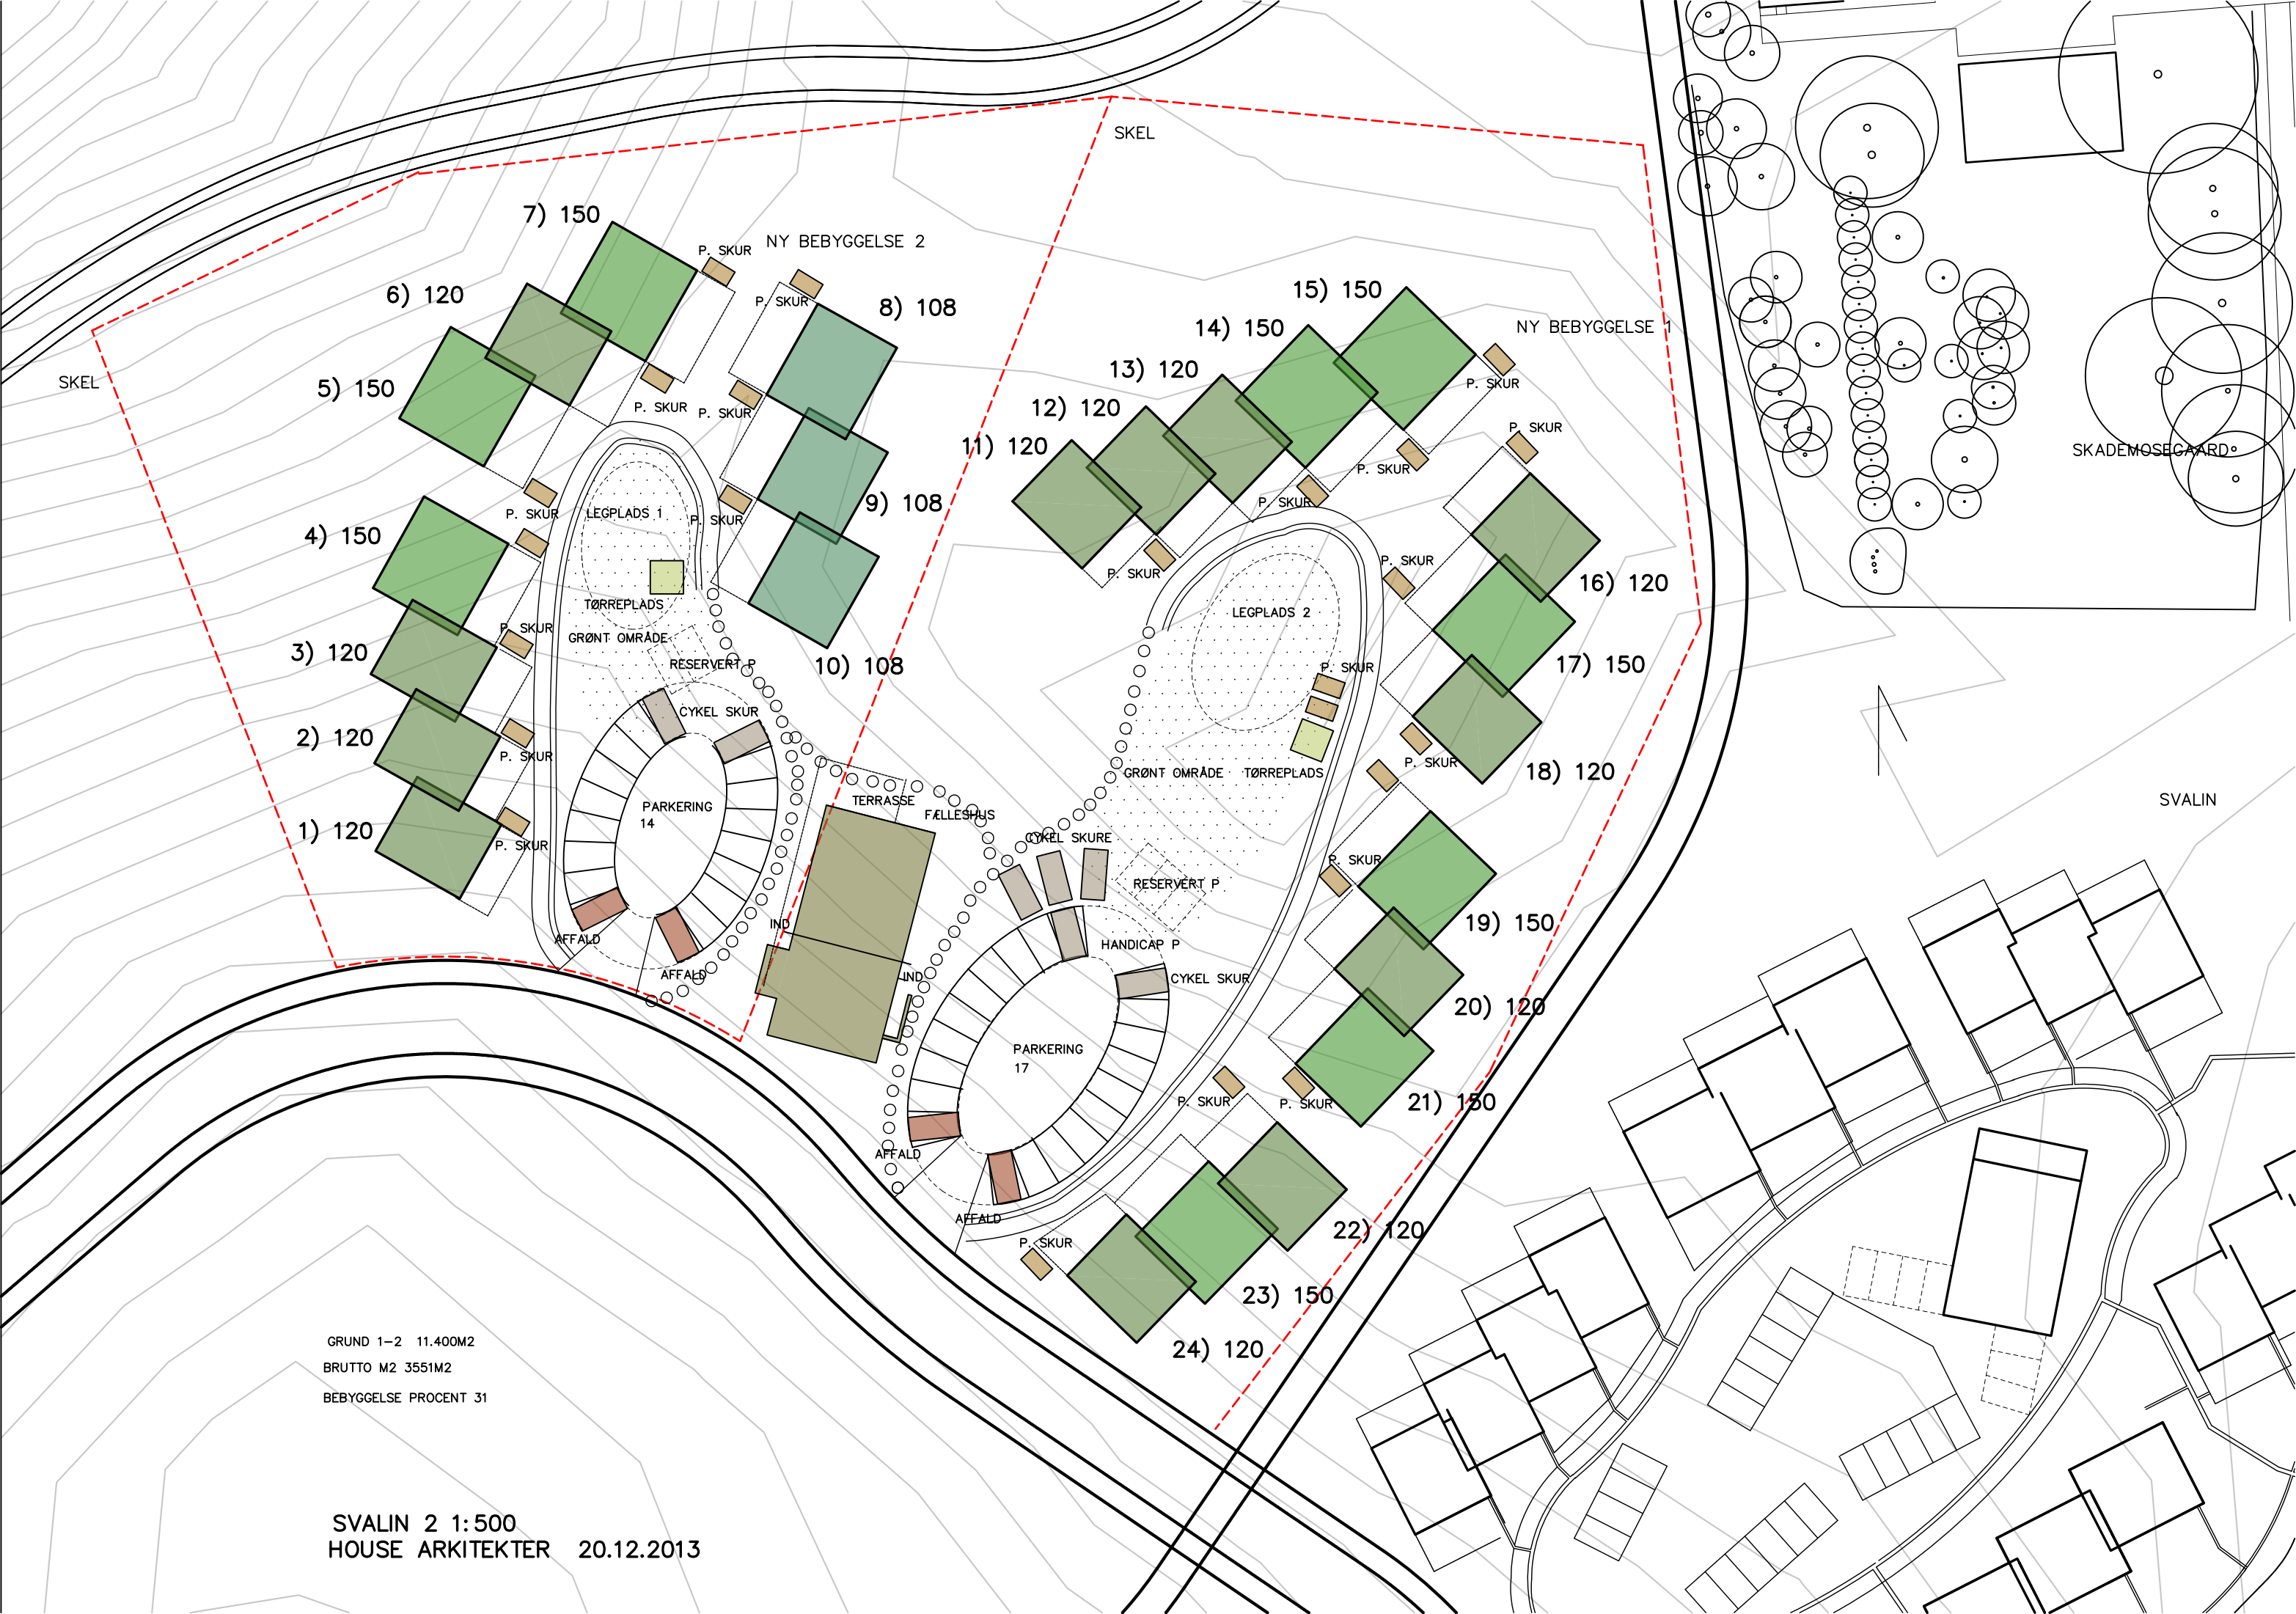 SKEL
7) 150
P. SKUR
NY BEBYGGELSE 2
6) 120
P. SKUR
8) 108
15) 150
14) 150
NY BEBYGGELSE 1
SKEL
5) 150
P. SKUR
P. SKUR
13) 120
P. SKUR
12) 120
11) 120
P. SKUR
P. SKUR
SKADEMOSEGAARD
9) 108
P. SKUR
LEGPLADS 1
P. SKUR
P. SKUR
4) 150
P. SKUR
P. SKUR
16) 120
TØRREPLADS
LEGPLADS 2
P. SKUR
GRØNT OMRÅDE
3) 120
RESERVERT P
10) 108
P. SKUR
17) 150
CYKEL SKUR
2) 120
P. SKUR
P. SKUR
GRØNT OMRÅDE
TØRREPLADS
18) 120
SVALIN
TERRASSE
PARKERING
14
FÆLLESHUS
1) 120
P. SKUR
CYKEL SKURE
P. SKUR
RESERVERT P
IND
19) 150
AFFALD
HANDICAP P
AFFALD
IND
CYKEL SKUR
20) 120
PARKERING
17
P. SKUR
P. SKUR
21) 150
AFFALD
AFFALD
22) 120
P. SKUR
23) 150
24) 120
GRUND 1-2 11.400M2
BRUTTO M2 3551M2
BEBYGGELSE PROCENT 31
SVALIN 2 1:500
HOUSE ARKITEKTER 20.12.2013